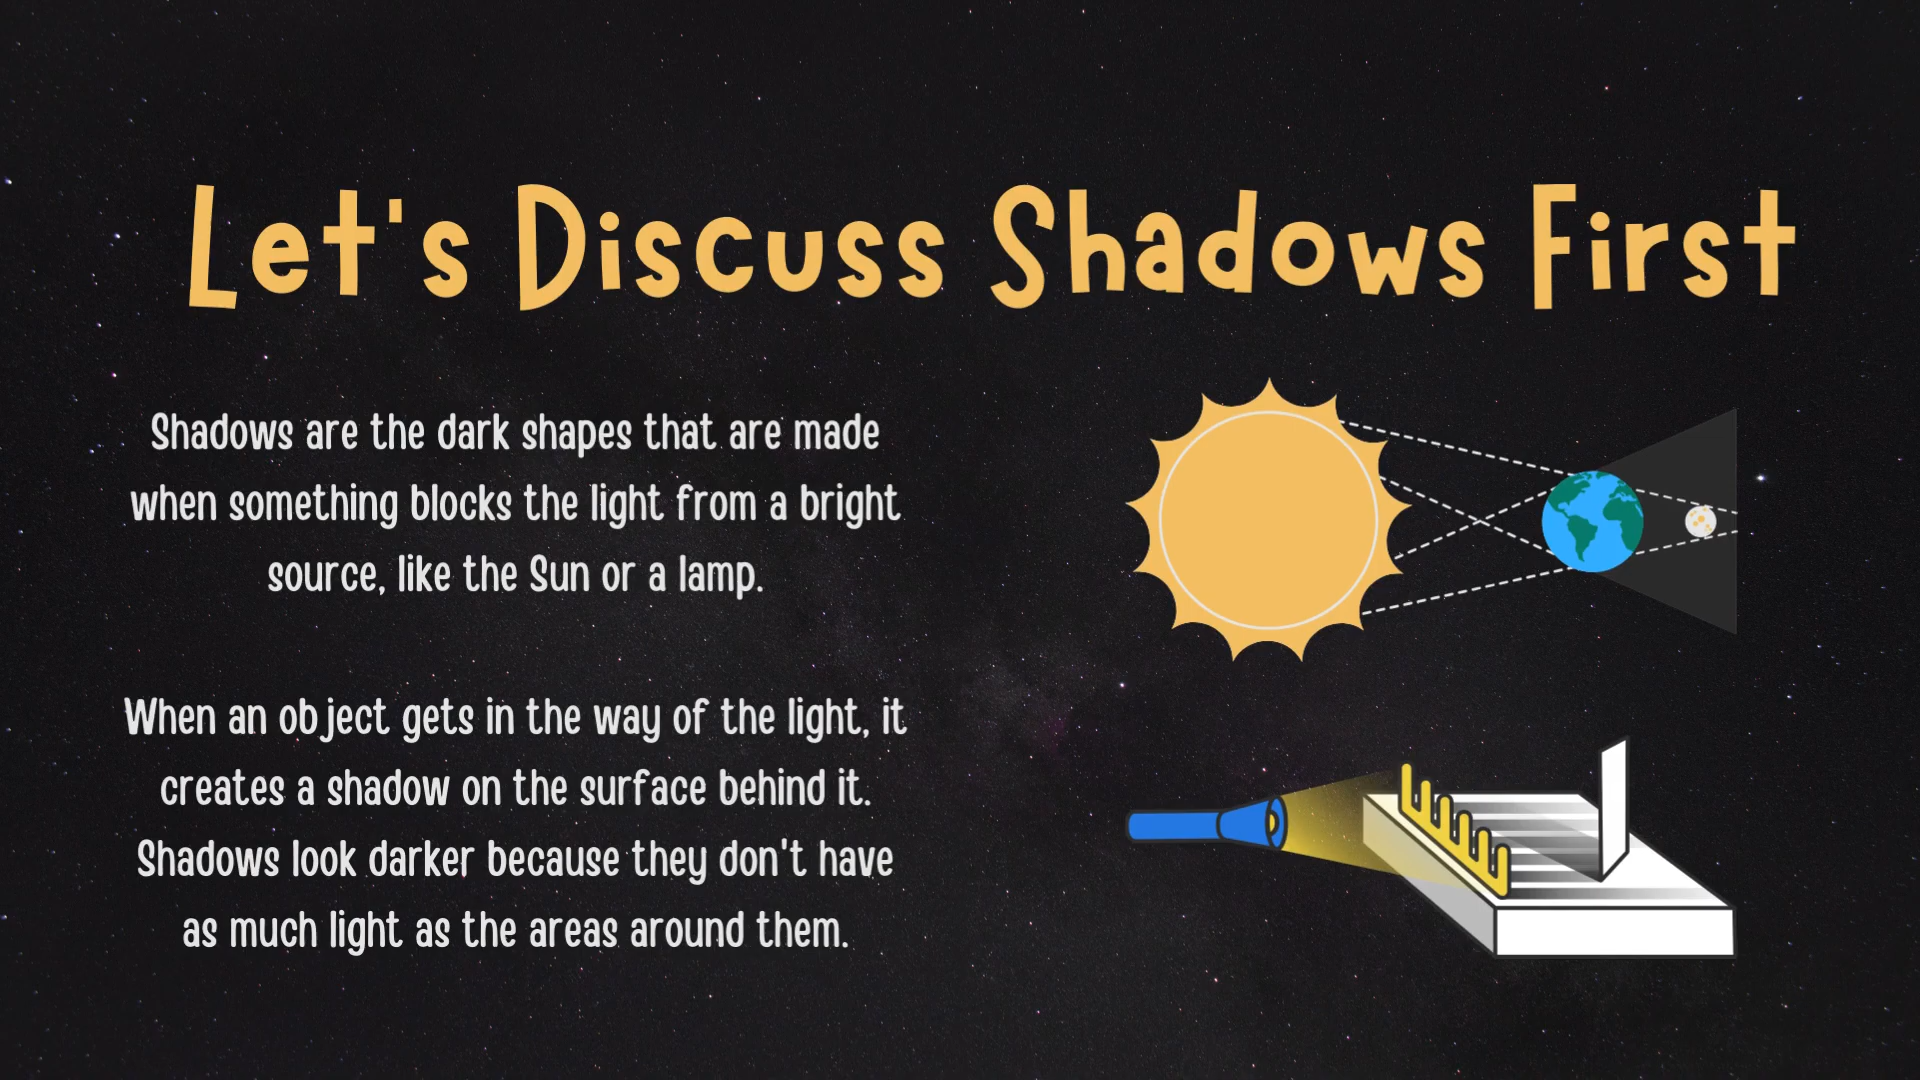 Let's Discuss Shadows First
Shadows are the dark shapes that are made
when something blocks the light from a bright
source, like the Sun or a lamp.
When an object gets in the way of the light, it
creates a shadow on the surface behind it.
Shadows look darker because they don't have
as much light as the areas around them.